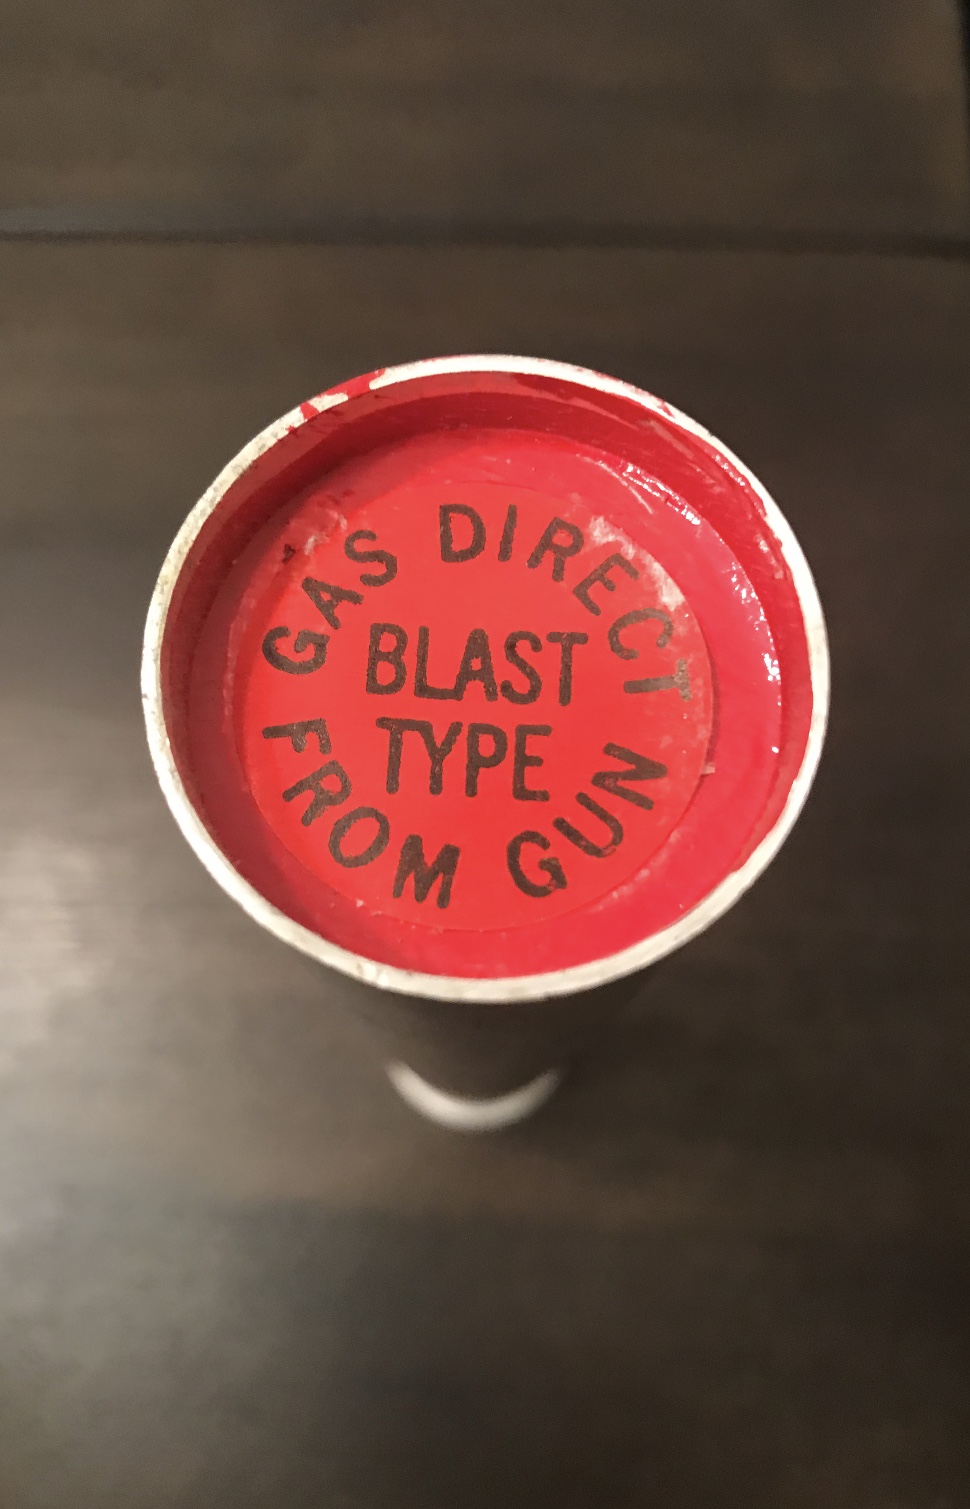 GAS DIRECT
BLAST
TYPE
FROM GUN